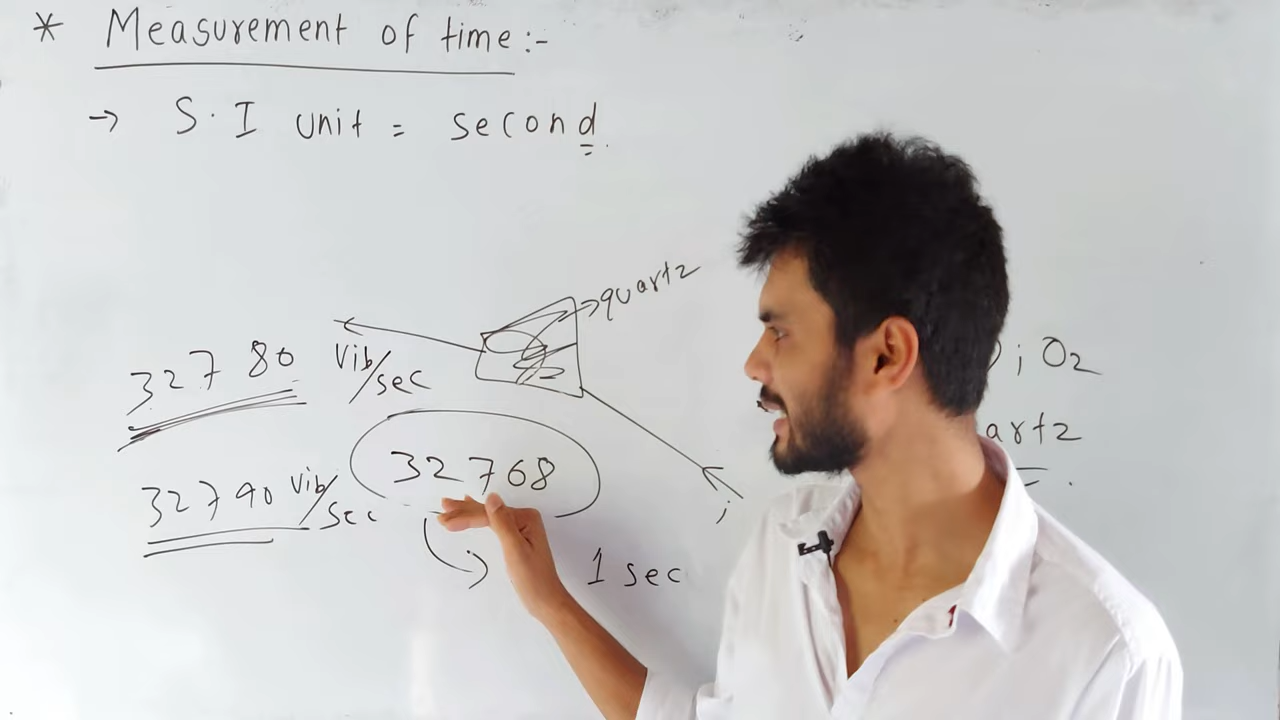 * Measurement of time:-
→ S.I unit = second
quartz
32780 Vib/sec
; O2
32768
artz
32790 Vib/sec
i
1 sec